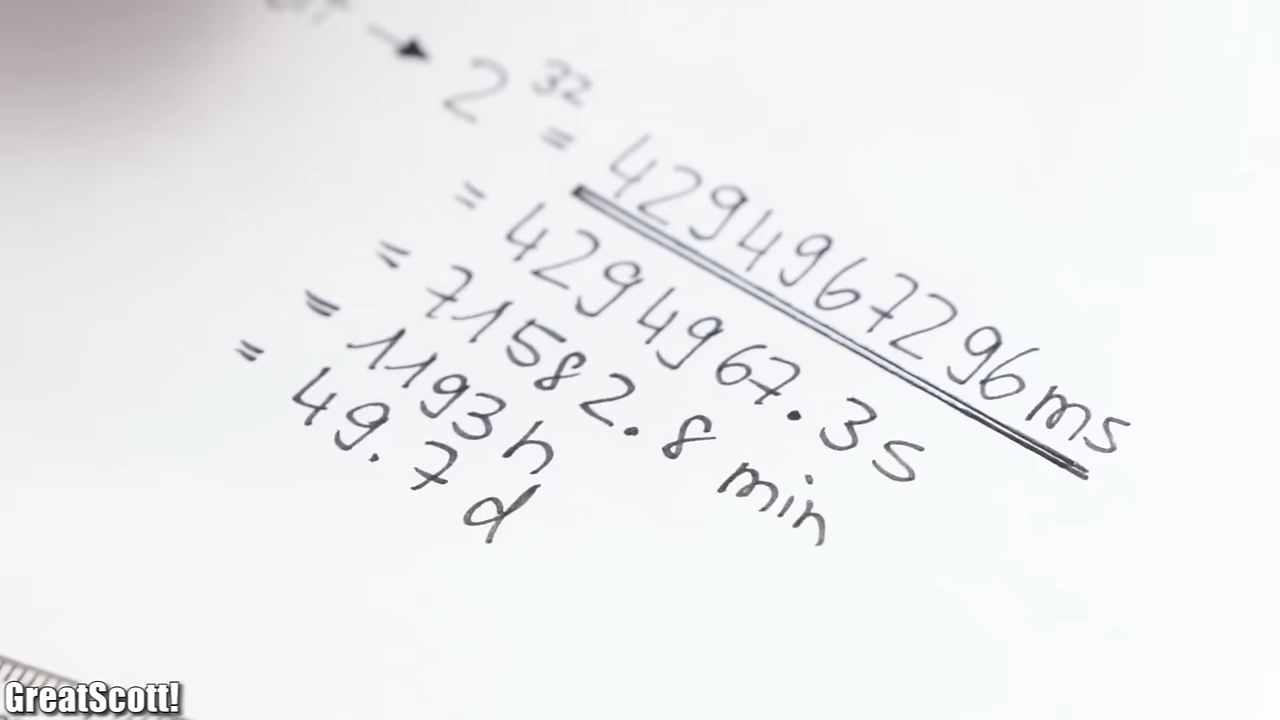 → 2³² = 4294967296ms
= 4294967.3s
= 71582.8 min
= 1193h
= 49.7d
GreatScott!